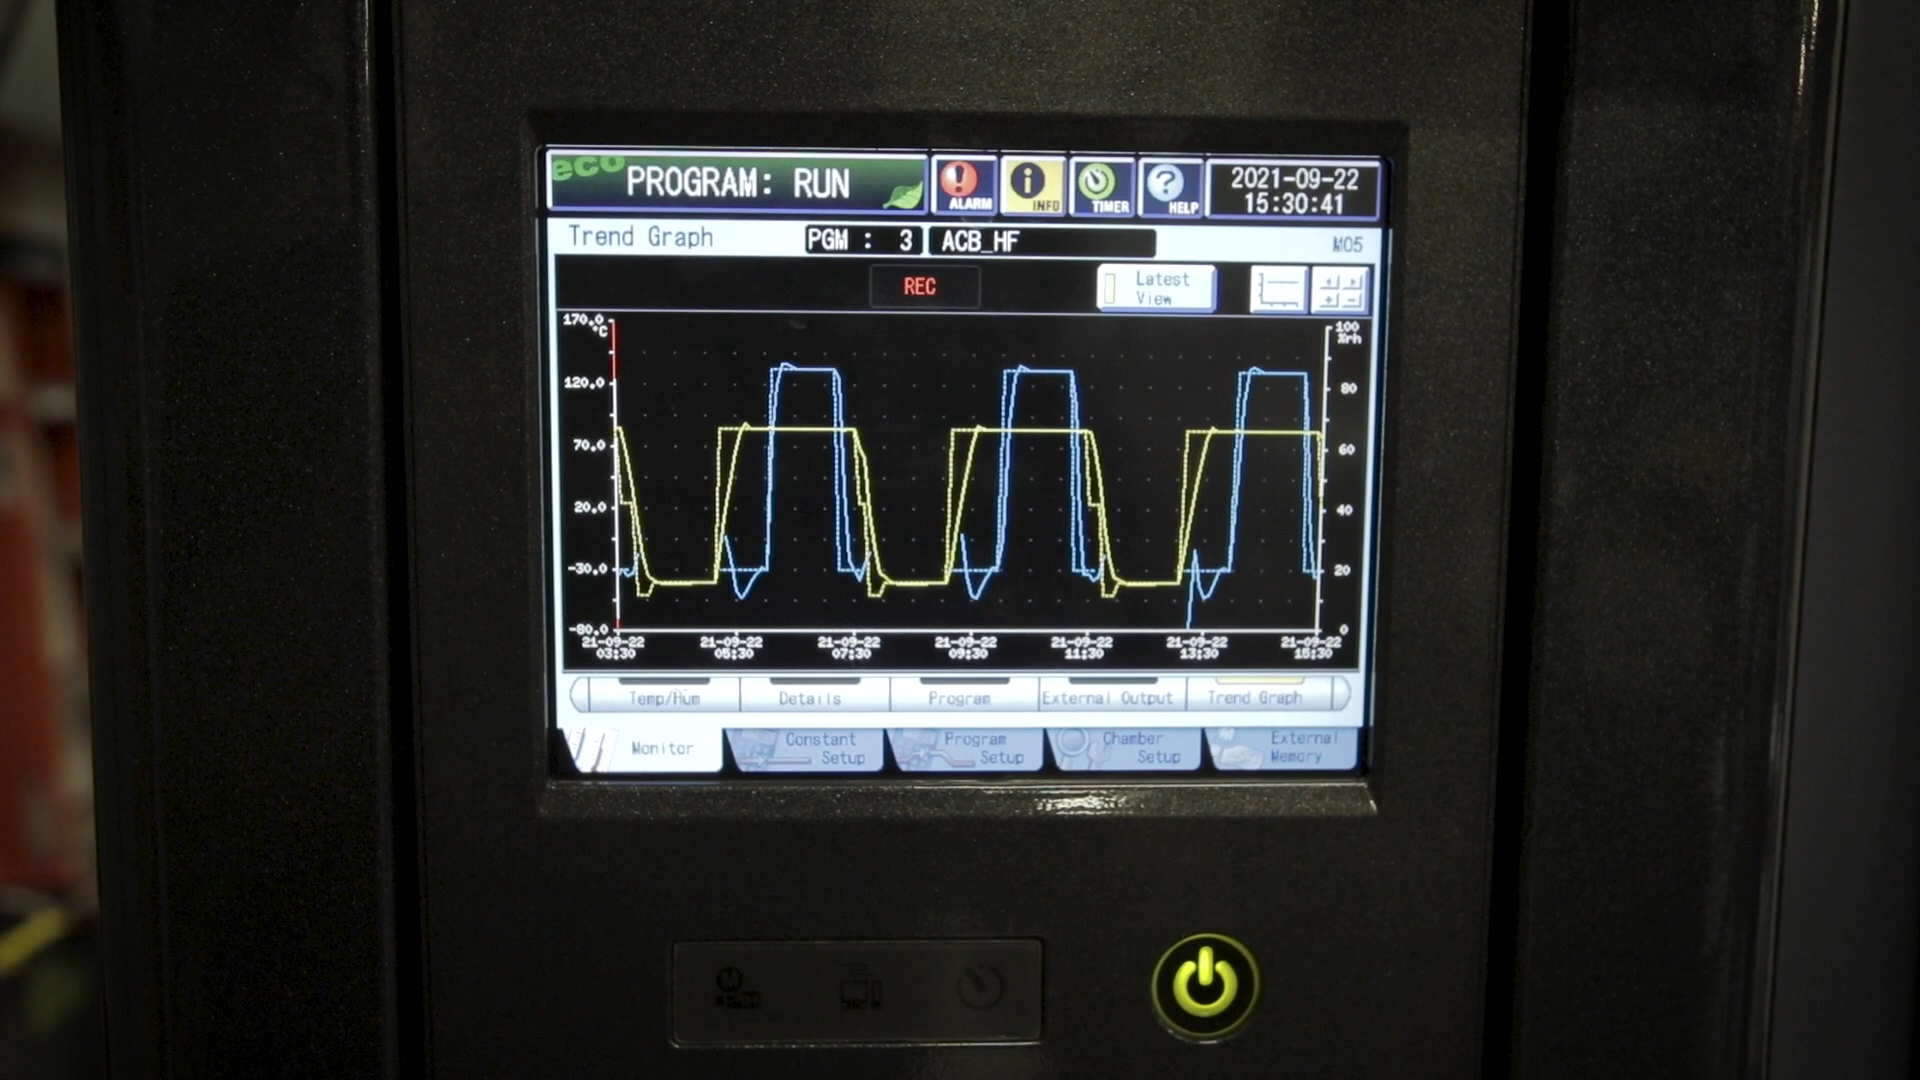 eco PROGRAM: RUN
ALARM
INFO
TIMER
HELP
2021-09-22
15:30:41
Trend Graph
PGM : 3
ACB_HF
M05
REC
Latest
View
170.0
°C
120.0
70.0
20.0
-30.0
-80.0
100
%rh
80
60
40
20
0
21-09-22
03:30
21-09-22
05:30
21-09-22
07:30
21-09-22
09:30
21-09-22
11:30
21-09-22
13:30
21-09-22
15:30
Temp/Hum
Details
Program
External Output
Trend Graph
Monitor
Constant
Setup
Program
Setup
Chamber
Setup
External
Memory